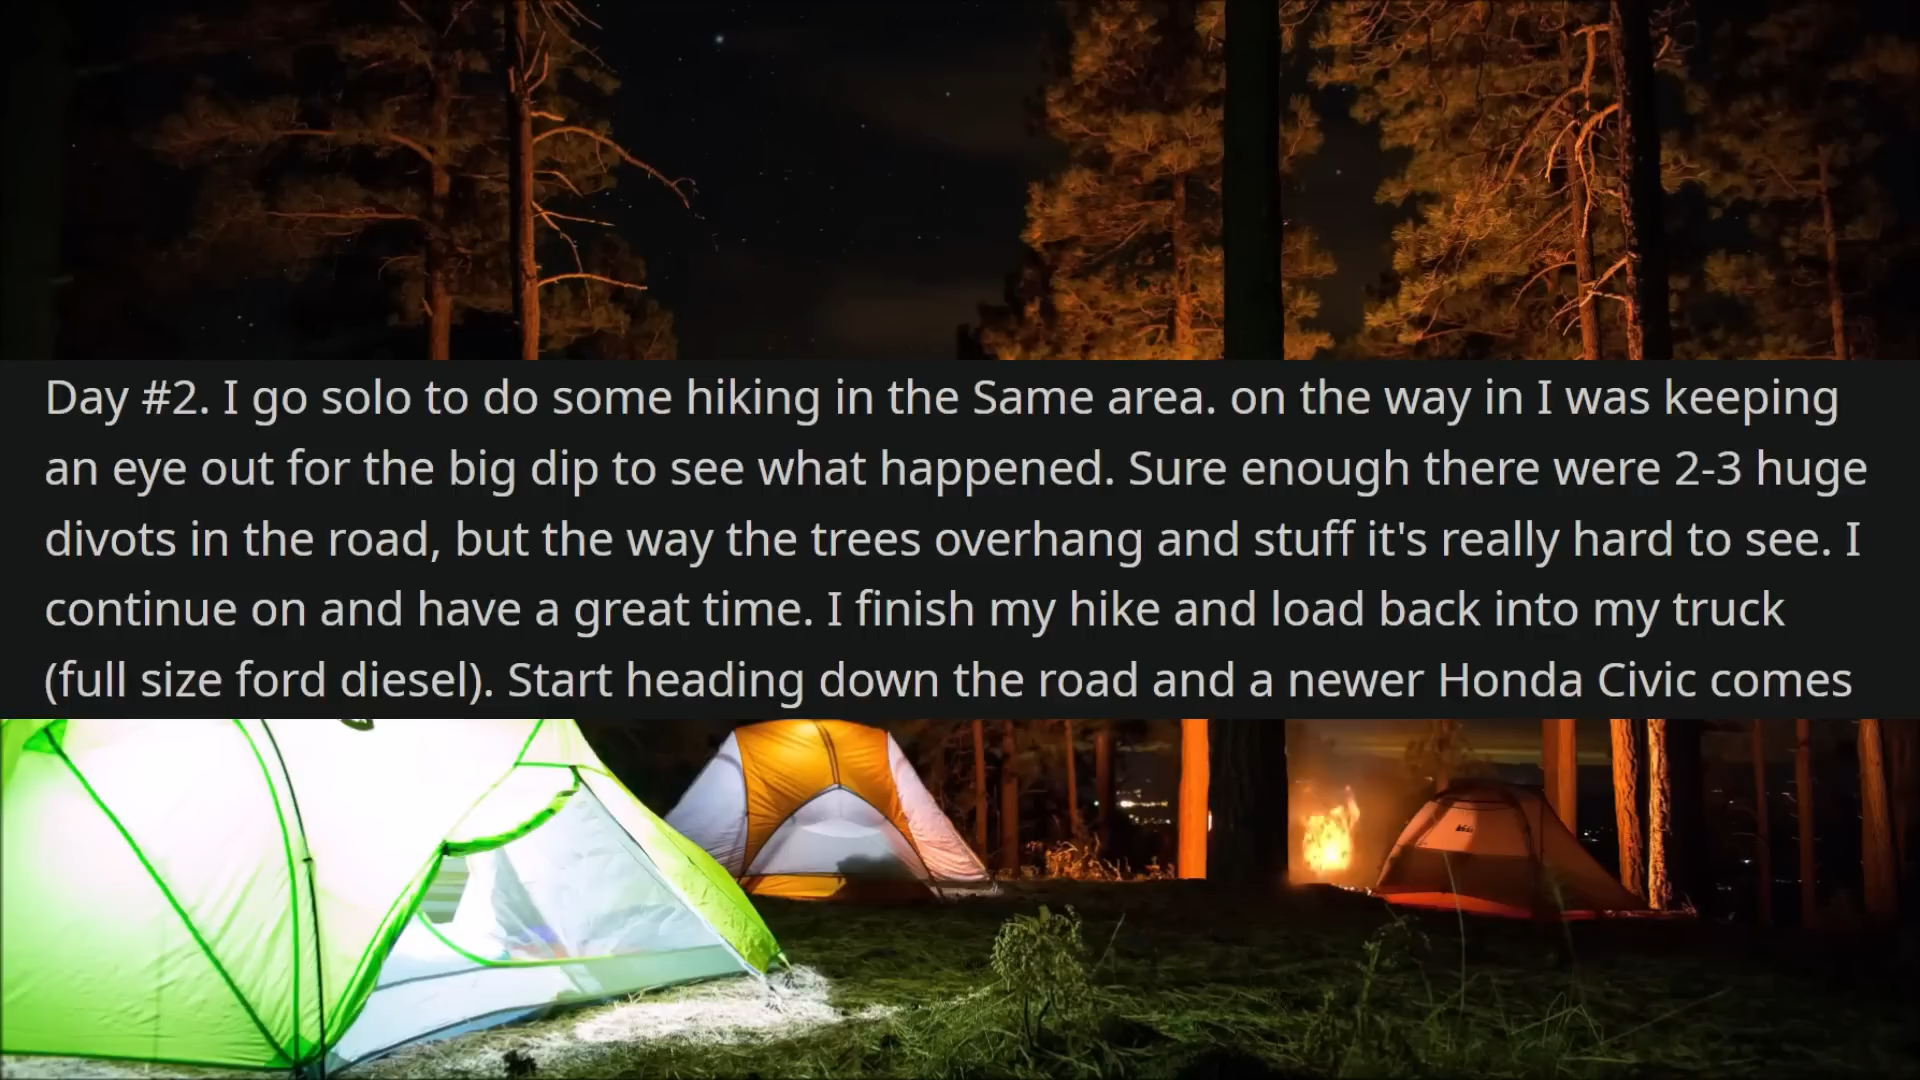 Day #2. I go solo to do some hiking in the Same area. on the way in I was keeping
an eye out for the big dip to see what happened. Sure enough there were 2-3 huge
divots in the road, but the way the trees overhang and stuff it's really hard to see. I
continue on and have a great time. I finish my hike and load back into my truck
(full size ford diesel). Start heading down the road and a newer Honda Civic comes